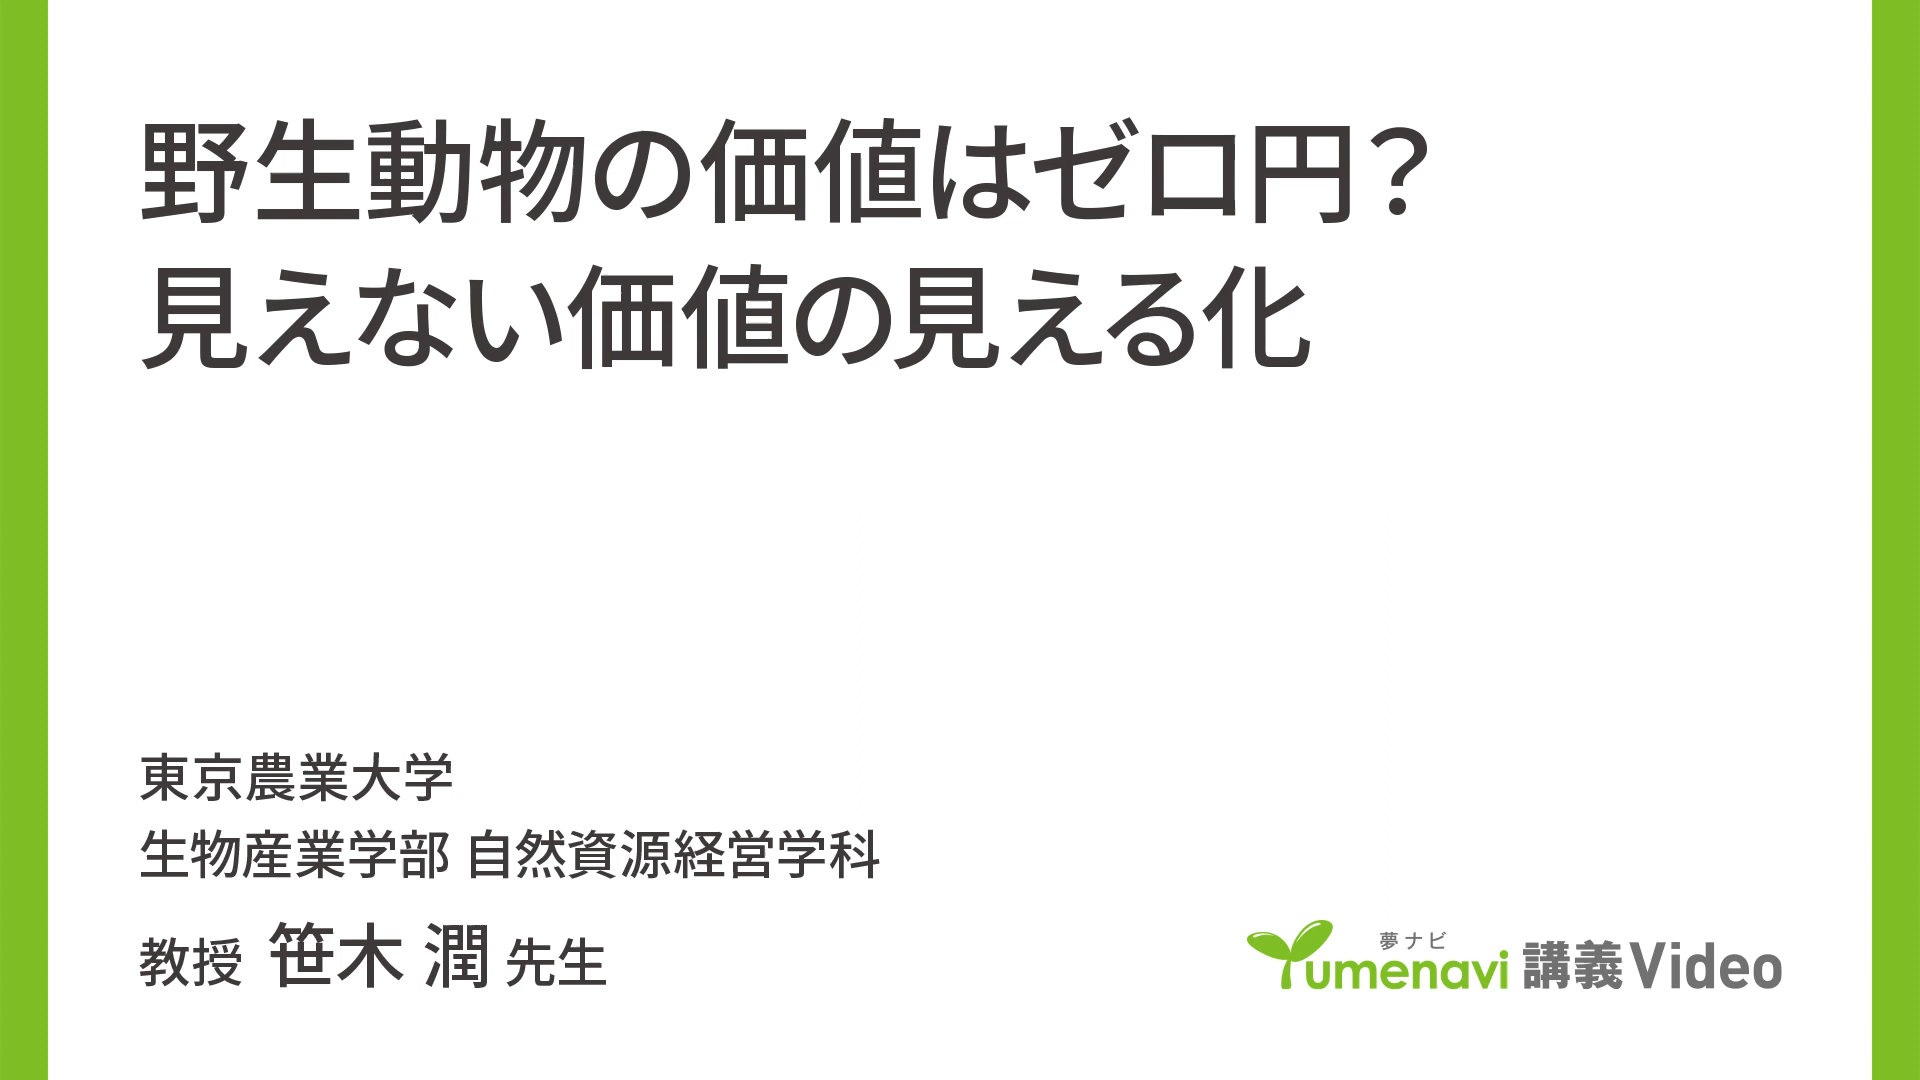 野生動物の価値はゼロ円？
見えない価値の見える化
東京農業大学
生物産業学部 自然資源経営学科
教授 笹木 潤 先生
夢ナビ
Yumenavi 講義Video